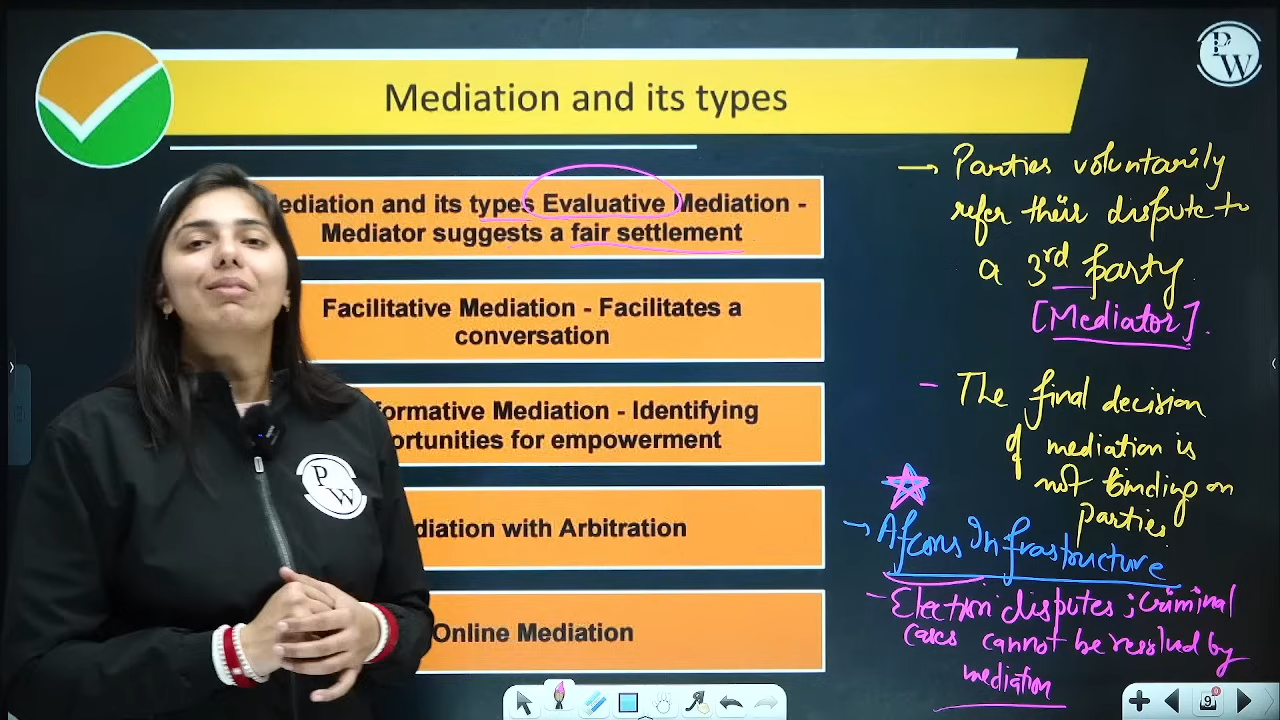 Mediation and its types
P
W
ediation and its types Evaluative Mediation -
Mediator suggests a fair settlement
Facilitative Mediation - Facilitates a
conversation
formative Mediation - Identifying
ortunities for empowerment
diation with Arbitration
Online Mediation
P
W
→ Parties voluntarily
refer their dispute to
a 3rd party
[Mediator].
- The final decision
of mediation is
not binding on
parties
→ Afcons Infrastructure
- Election disputes ; Criminal
cases cannot be resolved by
mediation
9